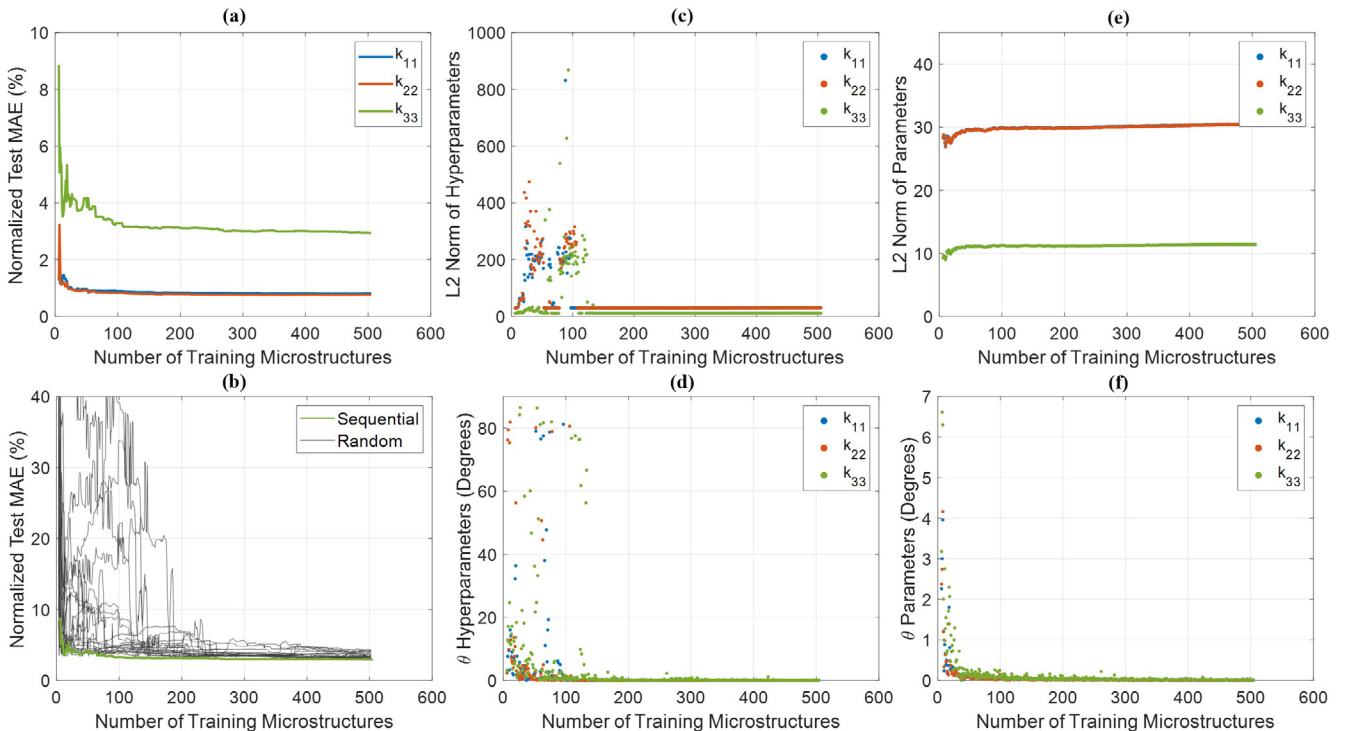 (a)
10
8
6
4
2
0
Normalized Test MAE (%)
k11
k22
k33
0 100 200 300 400 500 600
Number of Training Microstructures
(c)
1000
800
600
400
200
0
L2 Norm of Hyperparameters
k11
k22
k33
0 100 200 300 400 500 600
Number of Training Microstructures
(e)
40
30
20
10
0
L2 Norm of Parameters
k11
k22
k33
0 100 200 300 400 500 600
Number of Training Microstructures
(b)
40
30
20
10
0
Normalized Test MAE (%)
Sequential
Random
0 100 200 300 400 500 600
Number of Training Microstructures
(d)
80
60
40
20
0
θ Hyperparameters (Degrees)
k11
k22
k33
0 100 200 300 400 500 600
Number of Training Microstructures
(f)
7
6
5
4
3
2
1
0
θ Parameters (Degrees)
k11
k22
k33
0 100 200 300 400 500 600
Number of Training Microstructures